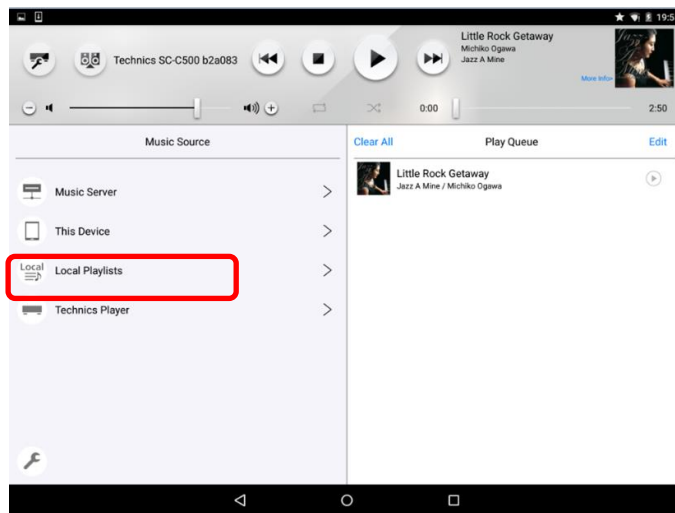 19:5
Little Rock Getaway
Michiko Ogawa
Jazz A Mine
Technics SC-C500 b2a083
More Info>
0:00
2:50
Music Source
Clear All
Play Queue
Edit
Music Server
This Device
Local
Local Playlists
Technics Player
Little Rock Getaway
Jazz A Mine / Michiko Ogawa